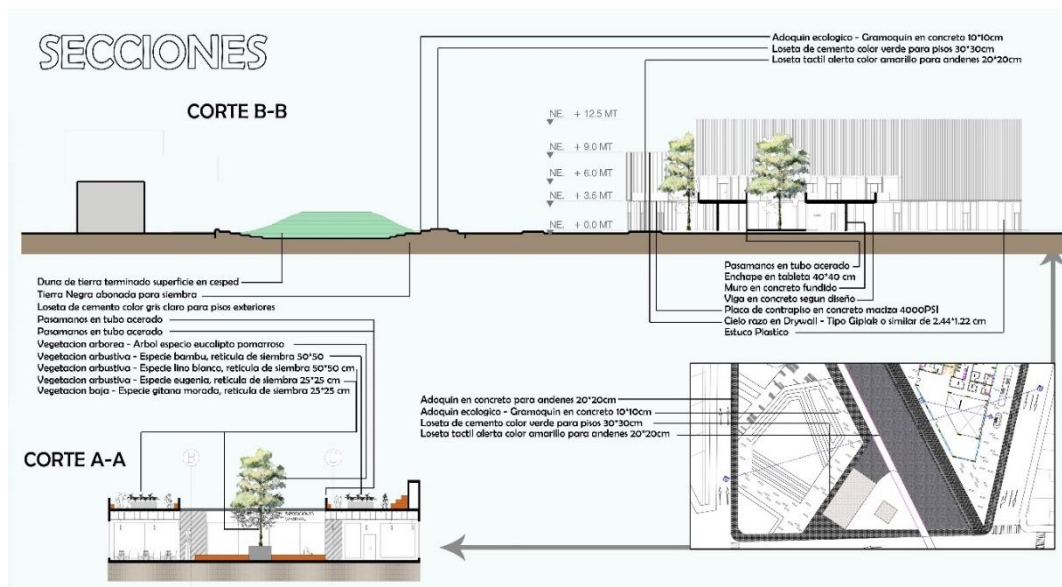 SECCIONES
CORTE B-B
Adoquin ecologico - Gramoquin en concreto 10*10cm
Loseta de cemento color verde para pisos 30*30cm
Loseta tactil alerta color amarillo para andenes 20*20cm
NE. + 12.5 MT
NE. + 9.0 MT
NE. + 6.0 MT
NE. + 3.5 MT
NE. + 0.0 MT
Duna de tierra terminado superficie en cesped
Tierra Negra abonada para siembra
Loseta de cemento color gris claro para pisos exteriores
Pasamanos en tubo acerado
Pasamanos en tubo acerado
Vegetacion arborea - Arbol especio eucalipto pomarroso
Vegetacion arbustiva - Especie bambu, reticula de siembra 50*50
Vegetacion arbustiva - Especie lino blanco, reticula de siembra 50*50 cm
Vegetacion arbustiva - Especie eugenia, reticula de siembra 25*25 cm
Vegetacion baja - Especie gitana morada, reticula de siembra 25*25 cm
Pasamanos en tubo acerado
Enchape en tableta 40*40 cm
Muro en concreto fundido
Viga en concreto segun diseño
Placa de contrapiso en concreto maciza 4000PSI
Cielo razo en Drywall - Tipo Giplak o similar de 2.44*1.22 cm
Estuco Plastico
Adoquin en concreto para andenes 20*20cm
Adoquin ecologico - Gramoquin en concreto 10*10cm
Loseta de cemento color verde para pisos 30*30cm
Loseta tactil alerta color amarillo para andenes 20*20cm
CORTE A-A
B